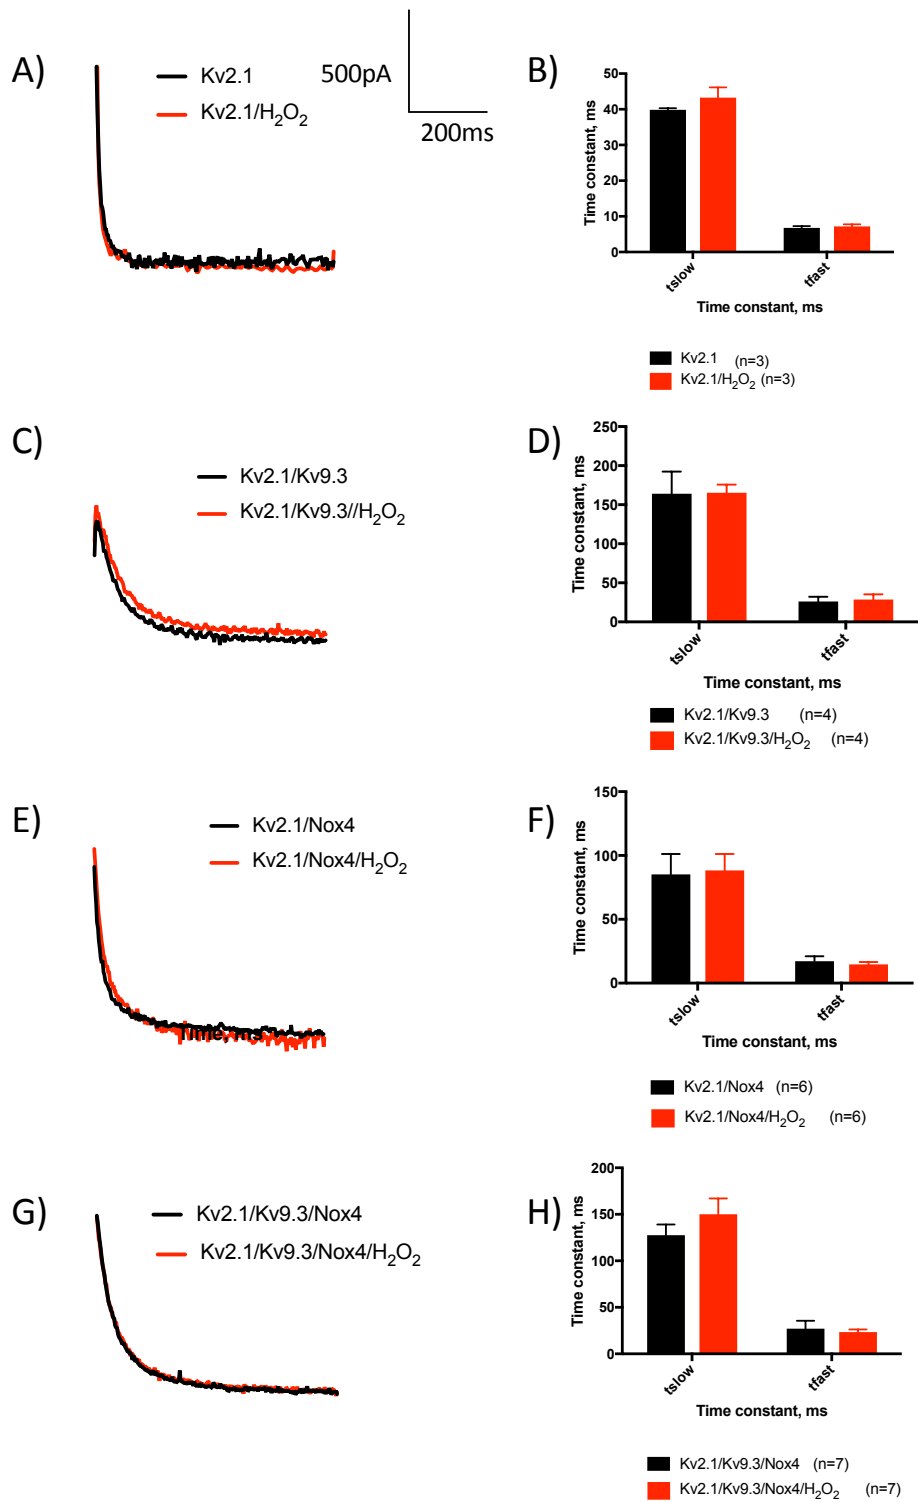 A)
Kv2.1
Kv2.1/H₂O₂
500pA
200ms
B)
Time constant, ms
50
40
30
20
10
0
tslow
tfast
Time constant, ms
Kv2.1 (n=3)
Kv2.1/H₂O₂ (n=3)
C)
Kv2.1/Kv9.3
Kv2.1/Kv9.3//H₂O₂
D)
Time constant, ms
250
200
150
100
50
0
tslow
tfast
Time constant, ms
Kv2.1/Kv9.3 (n=4)
Kv2.1/Kv9.3/H₂O₂ (n=4)
E)
Kv2.1/Nox4
Kv2.1/Nox4/H₂O₂
Time, ms
F)
Time constant, ms
150
100
50
0
tslow
tfast
Time constant, ms
Kv2.1/Nox4 (n=6)
Kv2.1/Nox4/H₂O₂ (n=6)
G)
Kv2.1/Kv9.3/Nox4
Kv2.1/Kv9.3/Nox4/H₂O₂
H)
Time constant, ms
200
150
100
50
0
tslow
tfast
Time constant, ms
Kv2.1/Kv9.3/Nox4 (n=7)
Kv2.1/Kv9.3/Nox4/H₂O₂ (n=7)